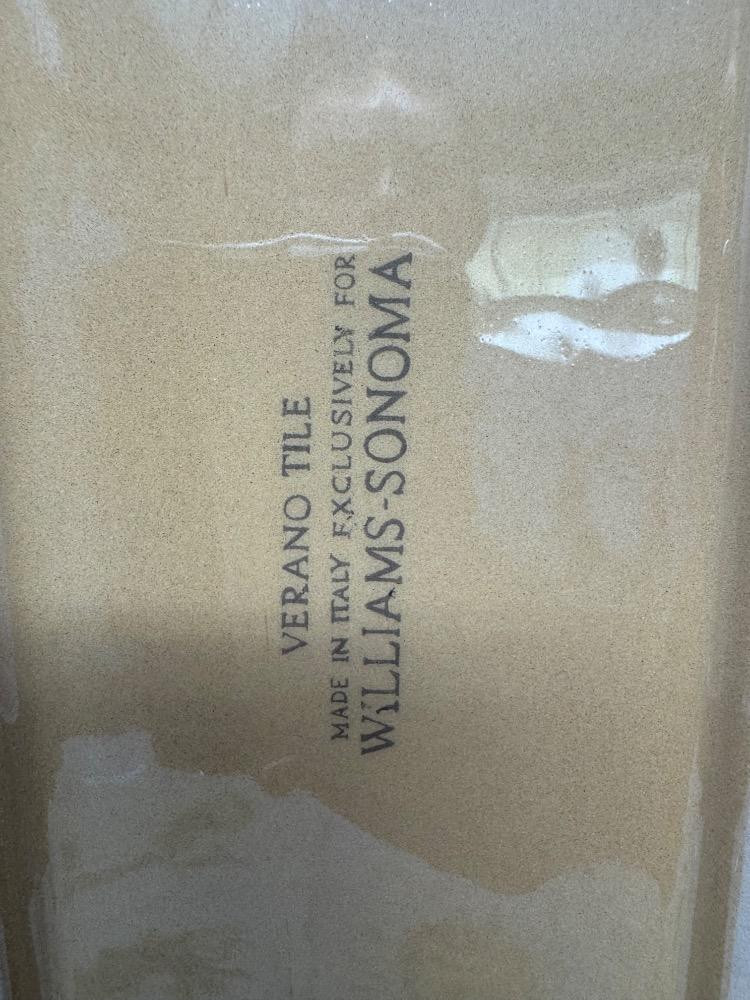 VERANO TILE
MADE IN ITALY EXCLUSIVELY FOR
WILLIAMS-SONOMA